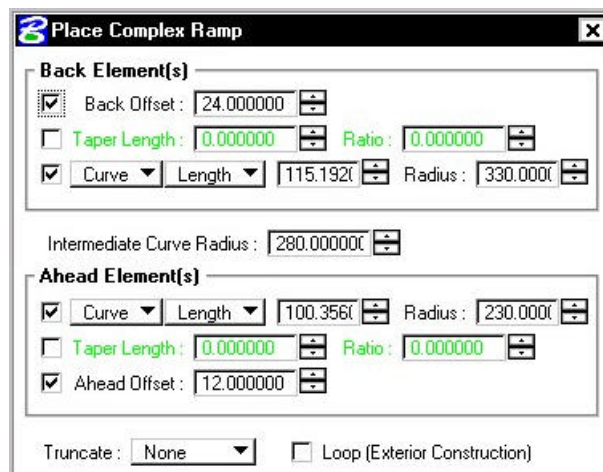 Place Complex Ramp
Back Element(s)
Back Offset : 24.000000
Taper Length : 0.000000 Ratio : 0.000000
Curve Length 115.192( Radius : 330.000(
Intermediate Curve Radius : 280.000000
Ahead Element(s)
Curve Length 100.356( Radius : 230.000(
Taper Length : 0.000000 Ratio : 0.000000
Ahead Offset : 12.000000
Truncate : None Loop (Exterior Construction)